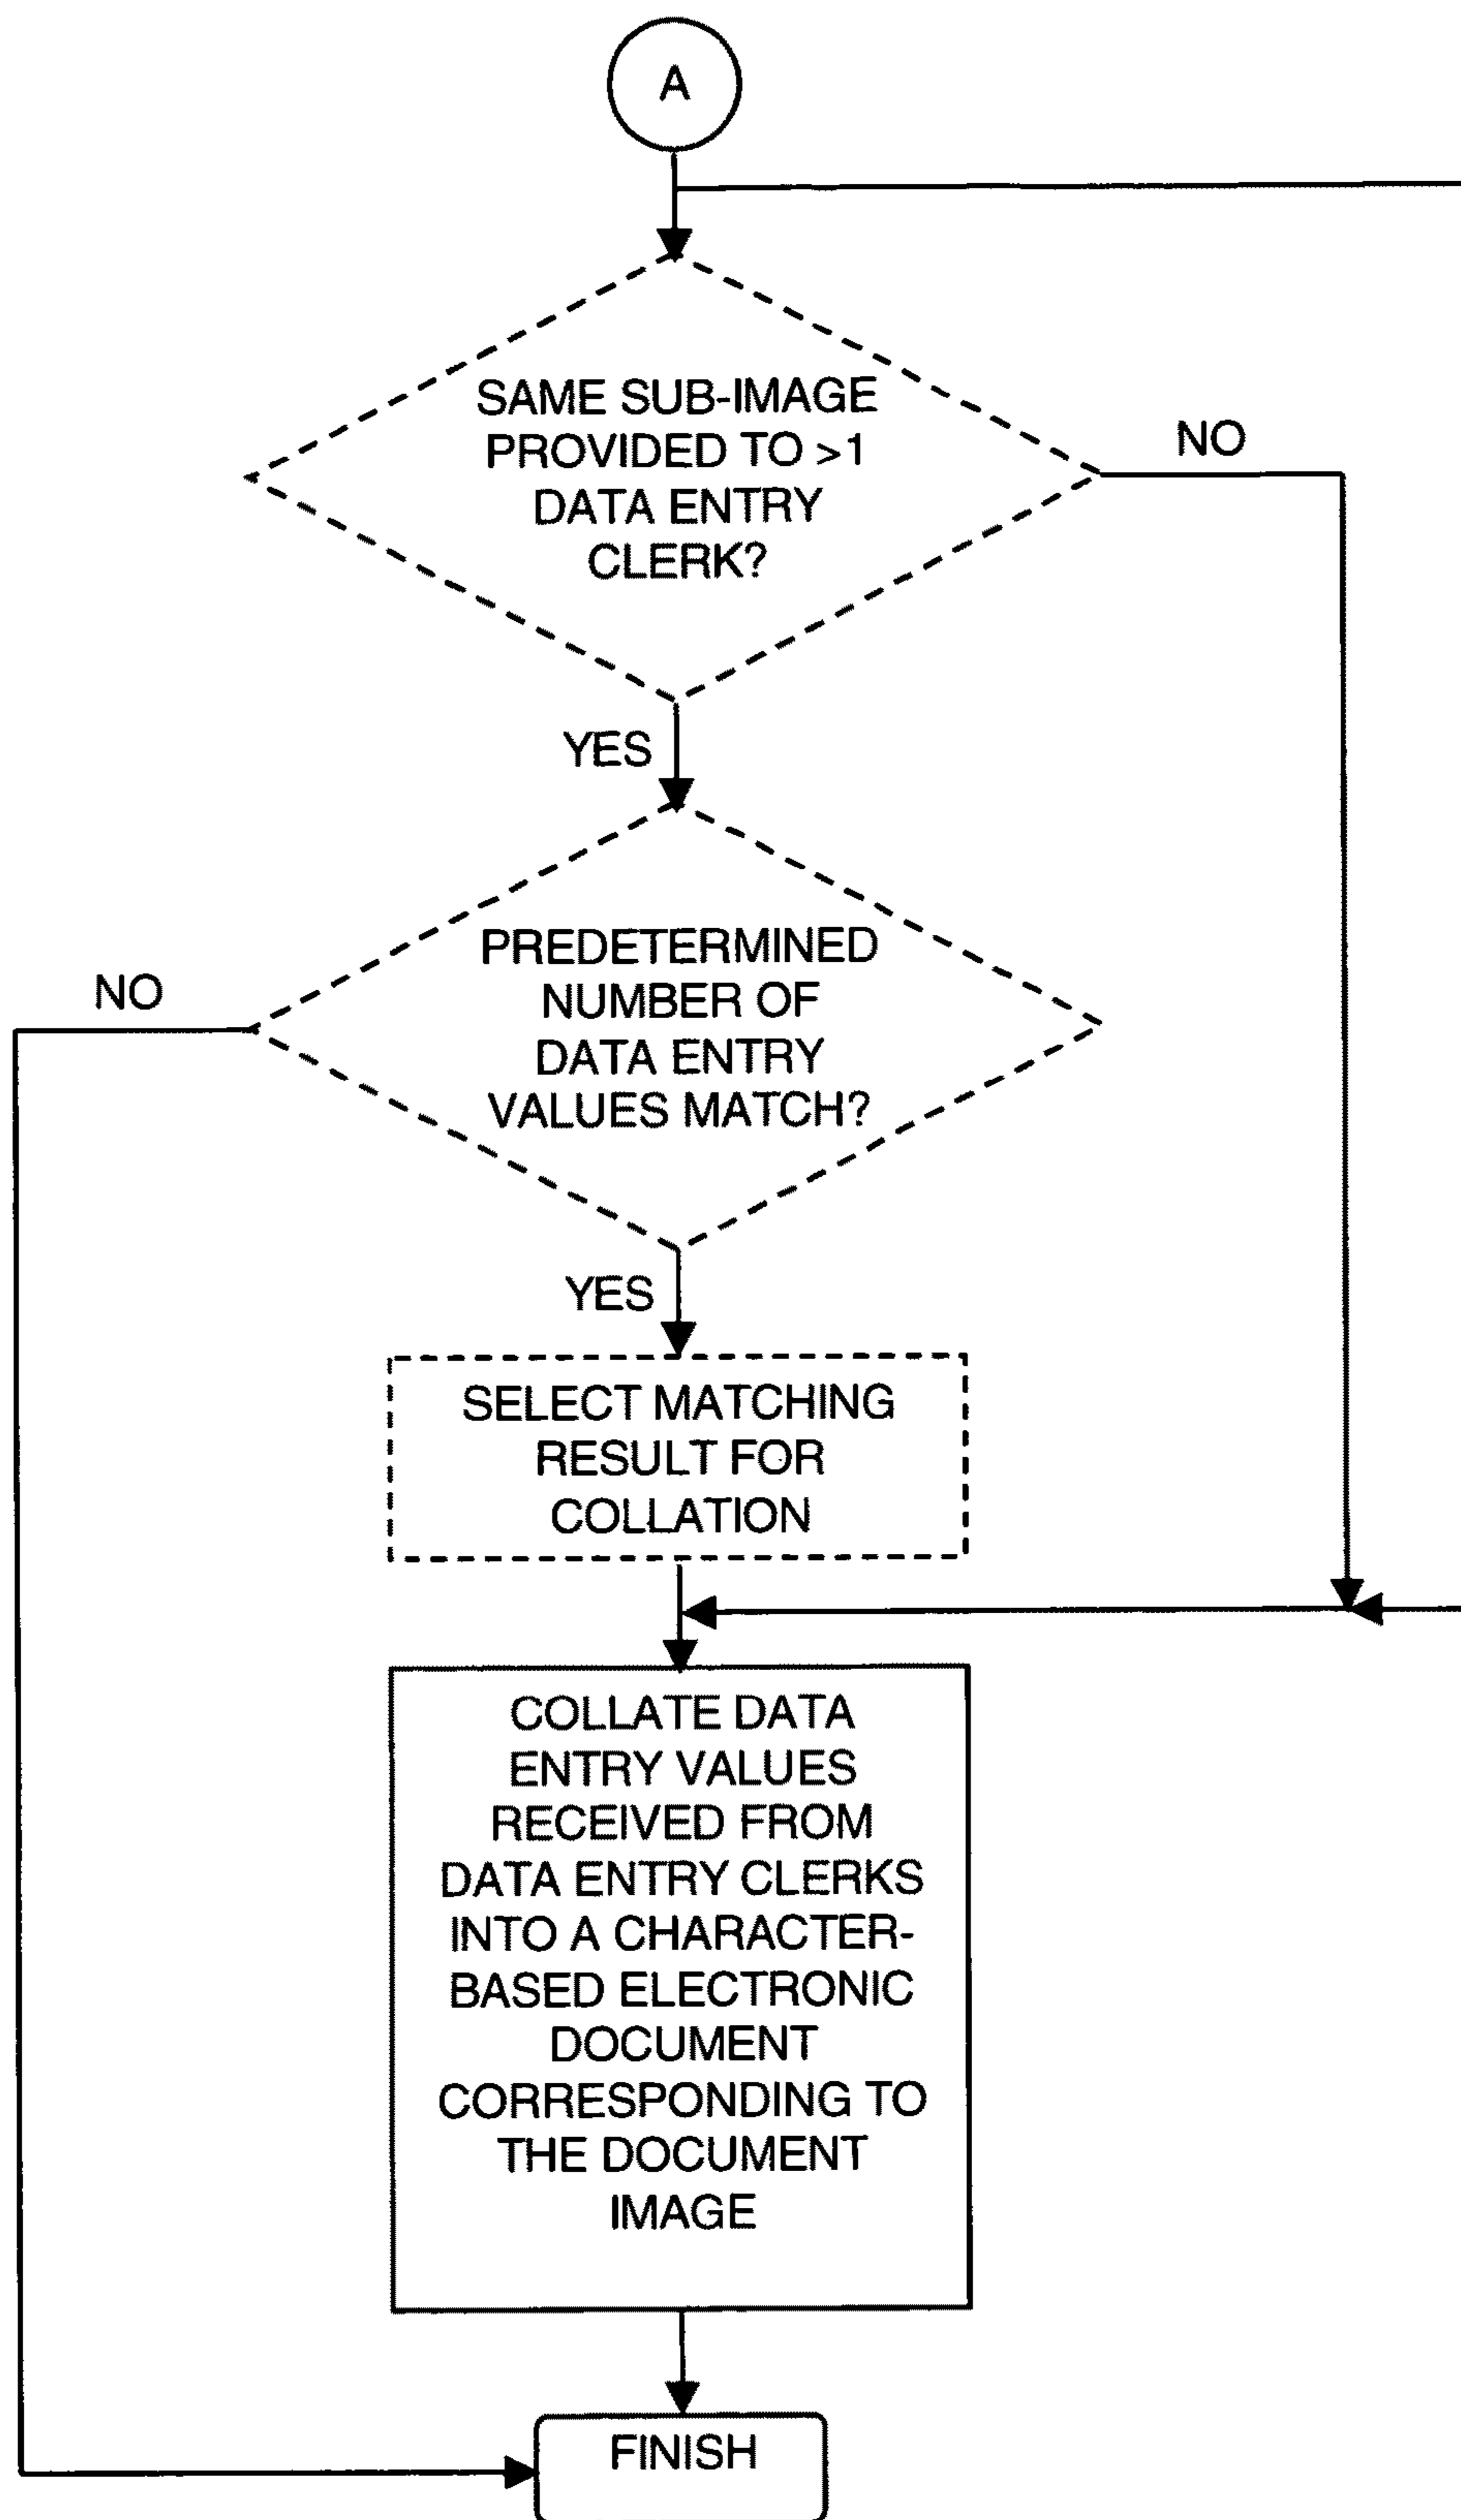 A
SAME SUB-IMAGE
PROVIDED TO >1
DATA ENTRY
CLERK?
NO
YES
PREDETERMINED
NUMBER OF
DATA ENTRY
VALUES MATCH?
NO
YES
SELECT MATCHING
RESULT FOR
COLLATION
COLLATE DATA
ENTRY VALUES
RECEIVED FROM
DATA ENTRY CLERKS
INTO A CHARACTER-
BASED ELECTRONIC
DOCUMENT
CORRESPONDING TO
THE DOCUMENT
IMAGE
FINISH